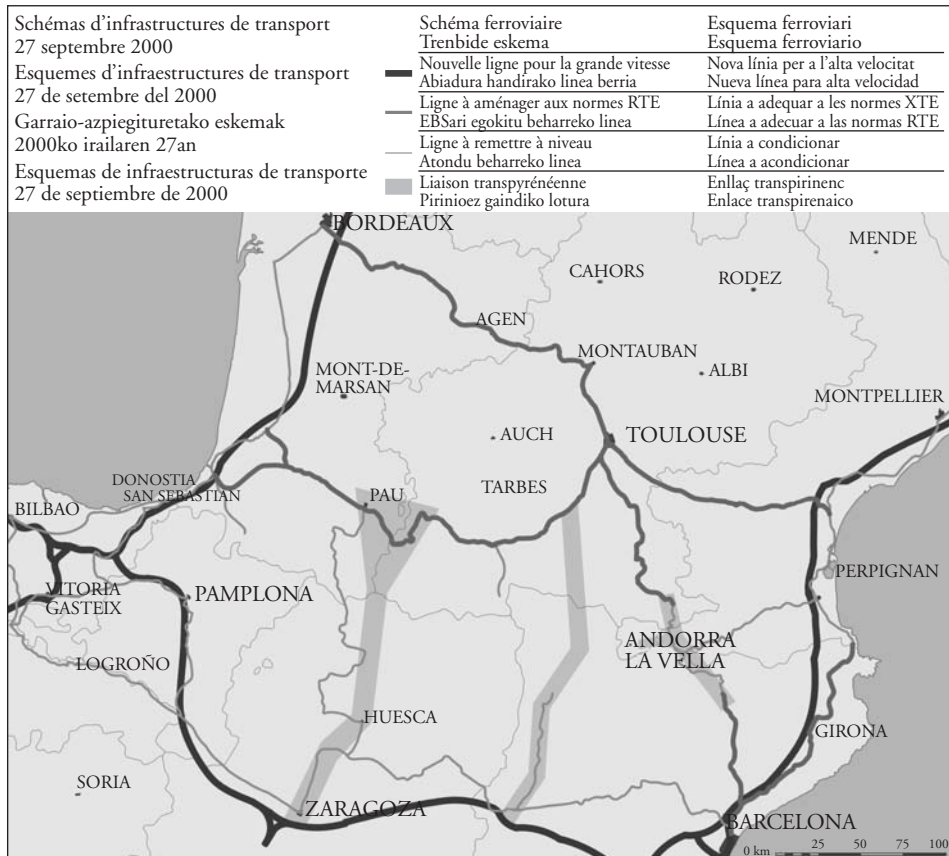 Schémas d'infrastructures de transport
27 septembre 2000
Esquemes d'infraestructures de transport
27 de setembre del 2000
Garraio-azpiegituretako eskemak
2000ko irailaren 27an
Esquemas de infraestructuras de transporte
27 de septiembre de 2000
Schéma ferroviaire
Trenbide eskema
Esquema ferroviari
Esquema ferroviario
Nouvelle ligne pour la grande vitesse
Abiadura handirako linea berria
Nova línia per a l'alta velocitat
Nueva línea para alta velocidad
Ligne à aménager aux normes RTE
EBSari egokitu beharreko linea
Línia a adequar a les normes XTE
Línea a adecuar a las normas RTE
Ligne à remettre à niveau
Atondu beharreko linea
Línia a condicionar
Línea a acondicionar
Liaison transpyrénéenne
Pirinioez gaindiko lotura
Enllaç transpirinenc
Enlace transpirenaico
BORDEAUX
MENDE
CAHORS
RODEZ
AGEN
MONTAUBAN
MONT-DE-
MARSAN
ALBI
MONTPELLIER
AUCH
TOULOUSE
DONOSTIA
SAN SEBASTIAN
TARBES
PAU
BILBAO
PERPIGNAN
VITORIA
GASTEIX
PAMPLONA
ANDORRA
LA VELLA
LOGROÑO
HUESCA
GIRONA
SORIA
ZARAGOZA
BARCELONA
0 km 25 50 75 100